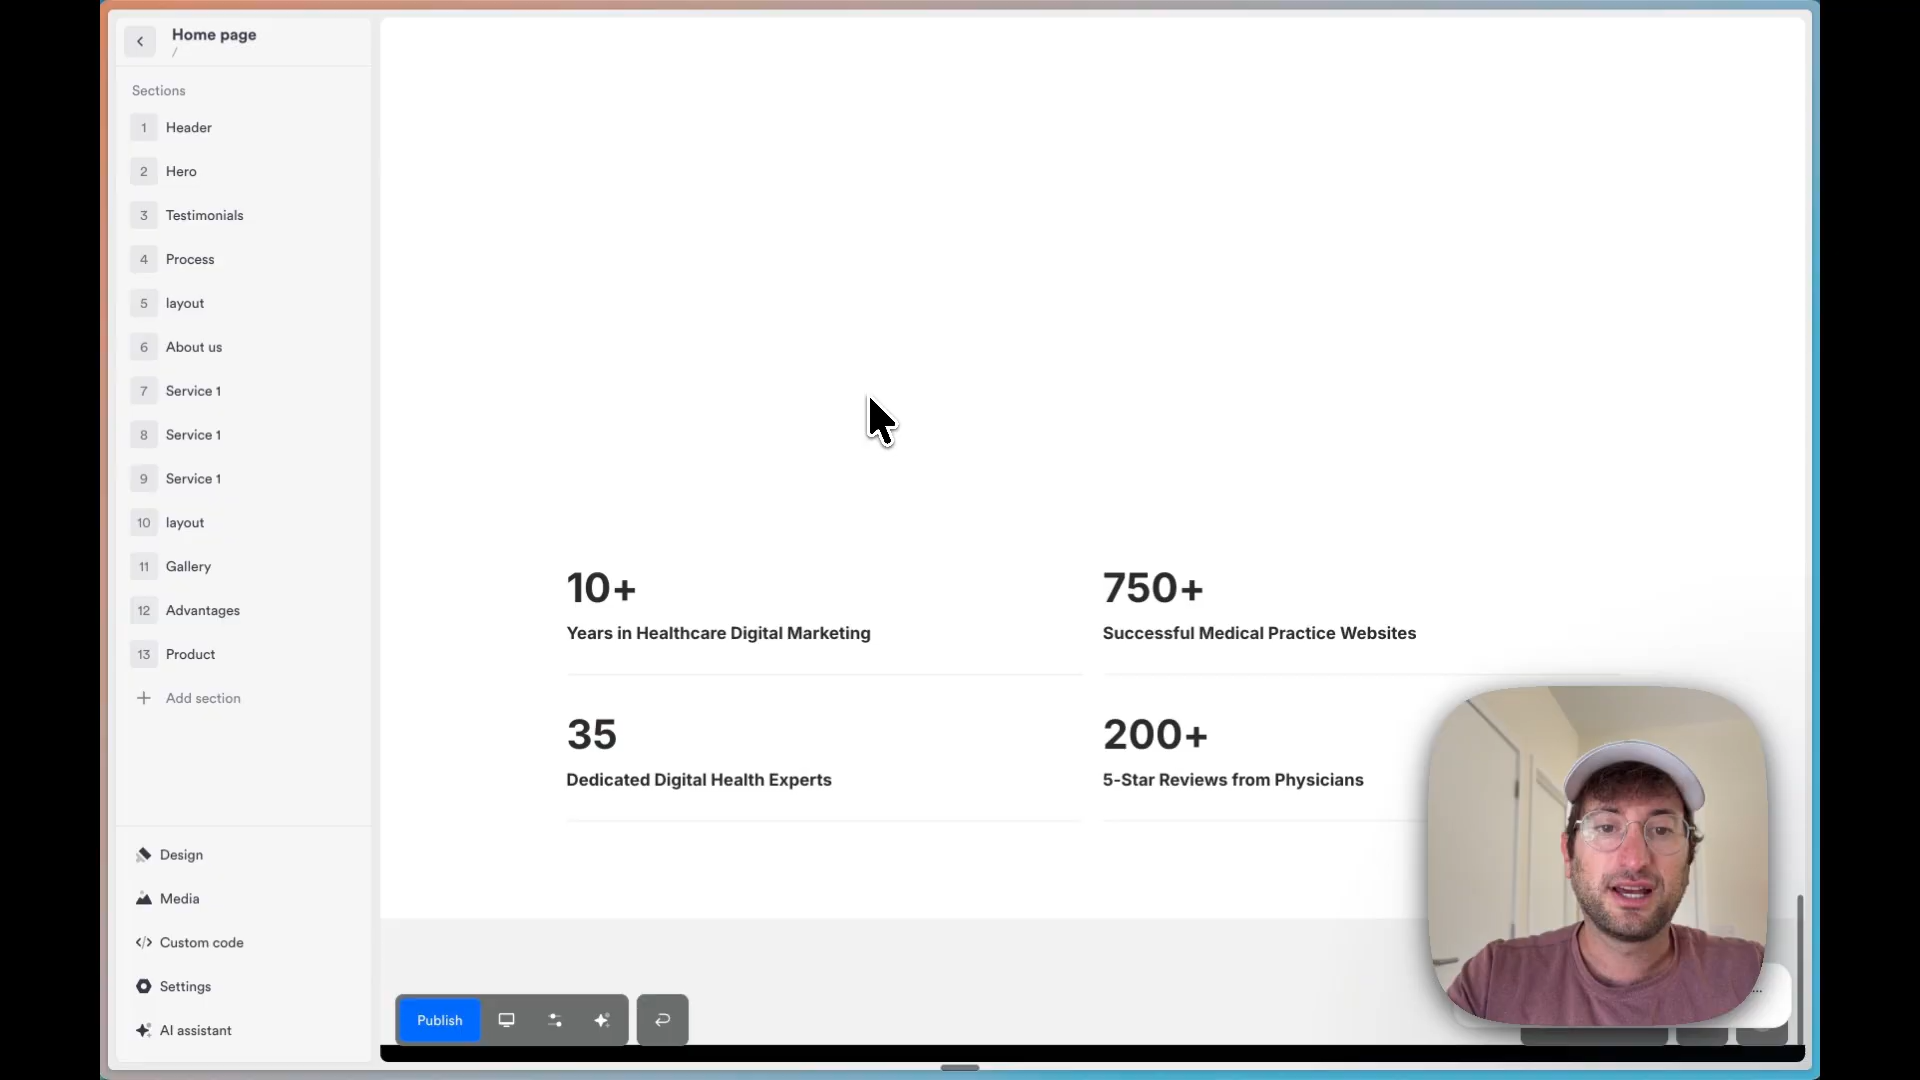 Home page
/
Sections
1 Header
2 Hero
3 Testimonials
4 Process
5 layout
6 About us
7 Service 1
8 Service 1
9 Service 1
10 layout
11 Gallery
12 Advantages
13 Product
+ Add section
Design
Media
</> Custom code
Settings
AI assistant
10+
Years in Healthcare Digital Marketing
750+
Successful Medical Practice Websites
35
Dedicated Digital Health Experts
200+
5-Star Reviews from Physicians
Publish
...